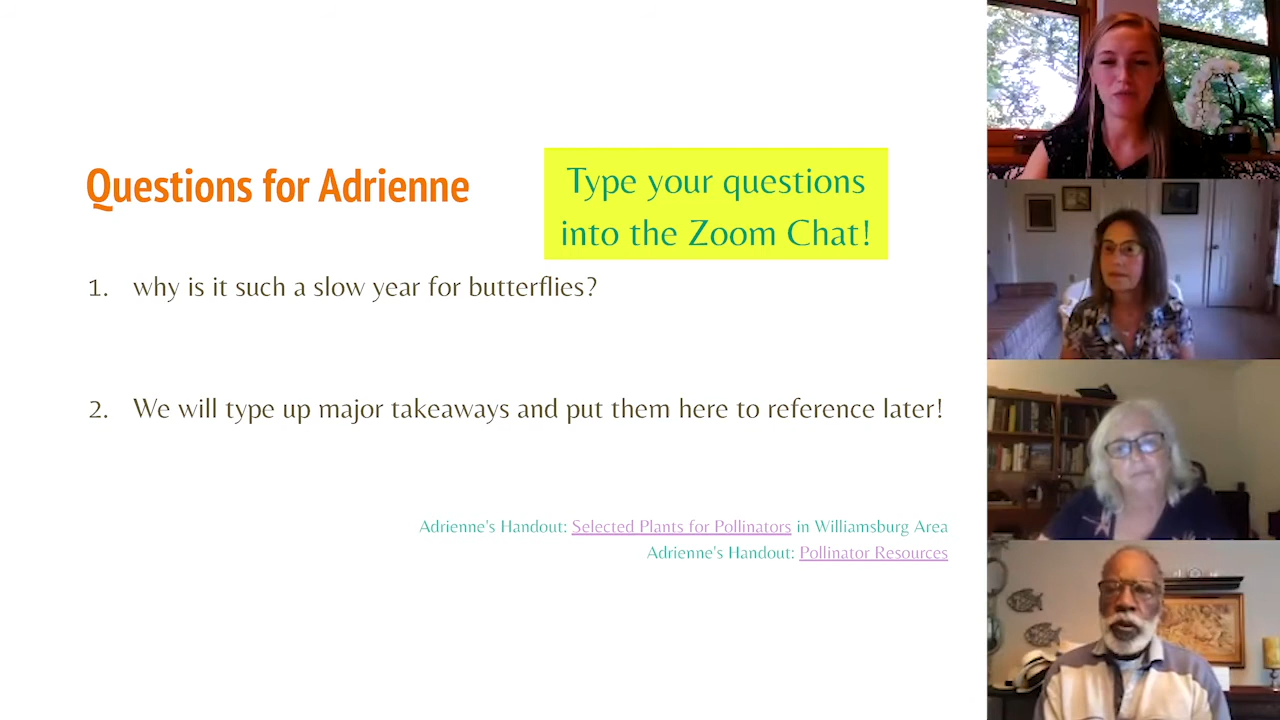 Questions for Adrienne
Type your questions
into the Zoom Chat!
1. why is it such a slow year for butterflies?
2. We will type up major takeaways and put them here to reference later!
Adrienne's Handout: Selected Plants for Pollinators in Williamsburg Area
Adrienne's Handout: Pollinator Resources